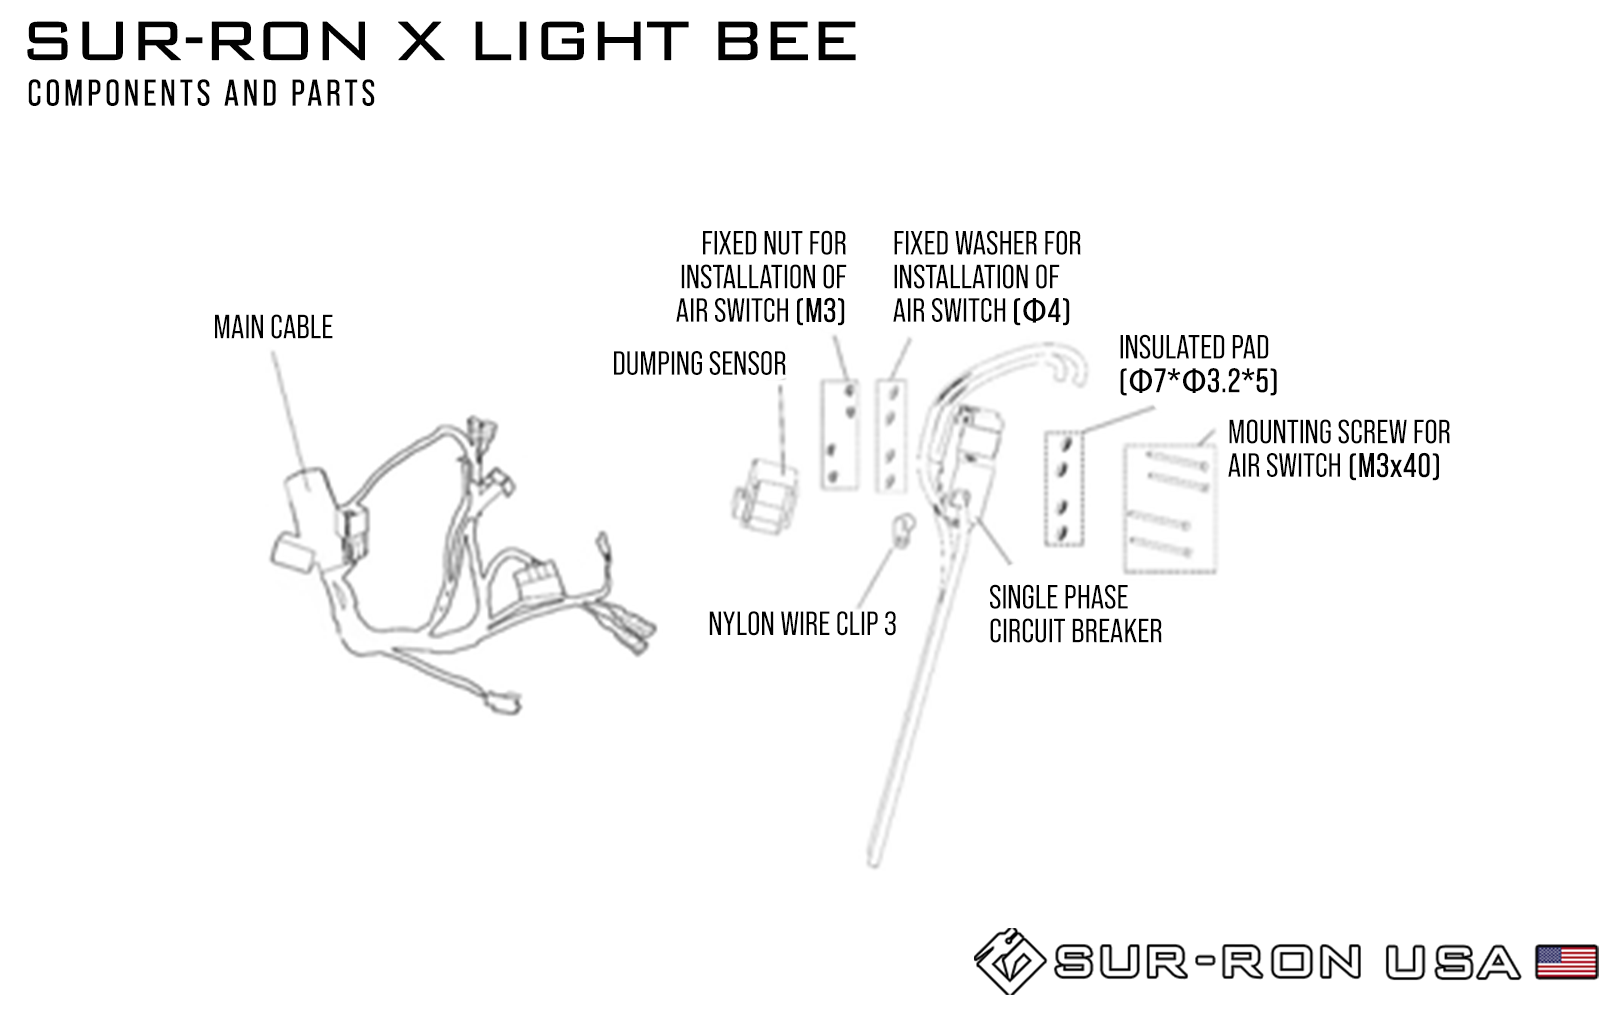 SUR-RON X LIGHT BEE
COMPONENTS AND PARTS
FIXED NUT FOR
INSTALLATION OF
AIR SWITCH (M3)
FIXED WASHER FOR
INSTALLATION OF
AIR SWITCH (Φ4)
MAIN CABLE
DUMPING SENSOR
INSULATED PAD
(Φ7*Φ3.2*5)
MOUNTING SCREW FOR
AIR SWITCH (M3x40)
NYLON WIRE CLIP 3
SINGLE PHASE
CIRCUIT BREAKER
SUR-RON USA